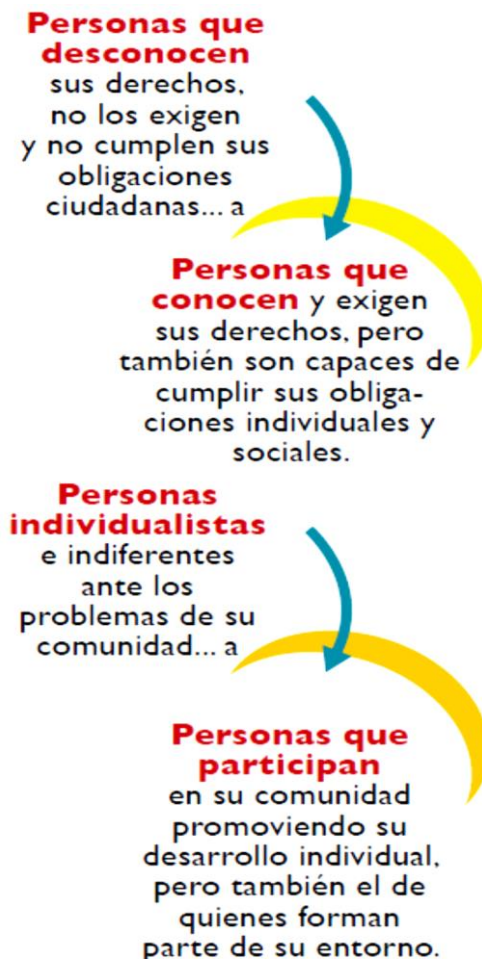 Personas que
desconocen
sus derechos,
no los exigen
y no cumplen sus
obligaciones
ciudadanas... a
Personas que
conocen y exigen
sus derechos, pero
también son capaces de
cumplir sus obliga-
ciones individuales y
sociales.
Personas
individualistas
e indiferentes
ante los
problemas de su
comunidad... a
Personas que
participan
en su comunidad
promoviendo su
desarrollo individual,
pero también el de
quienes forman
parte de su entorno.